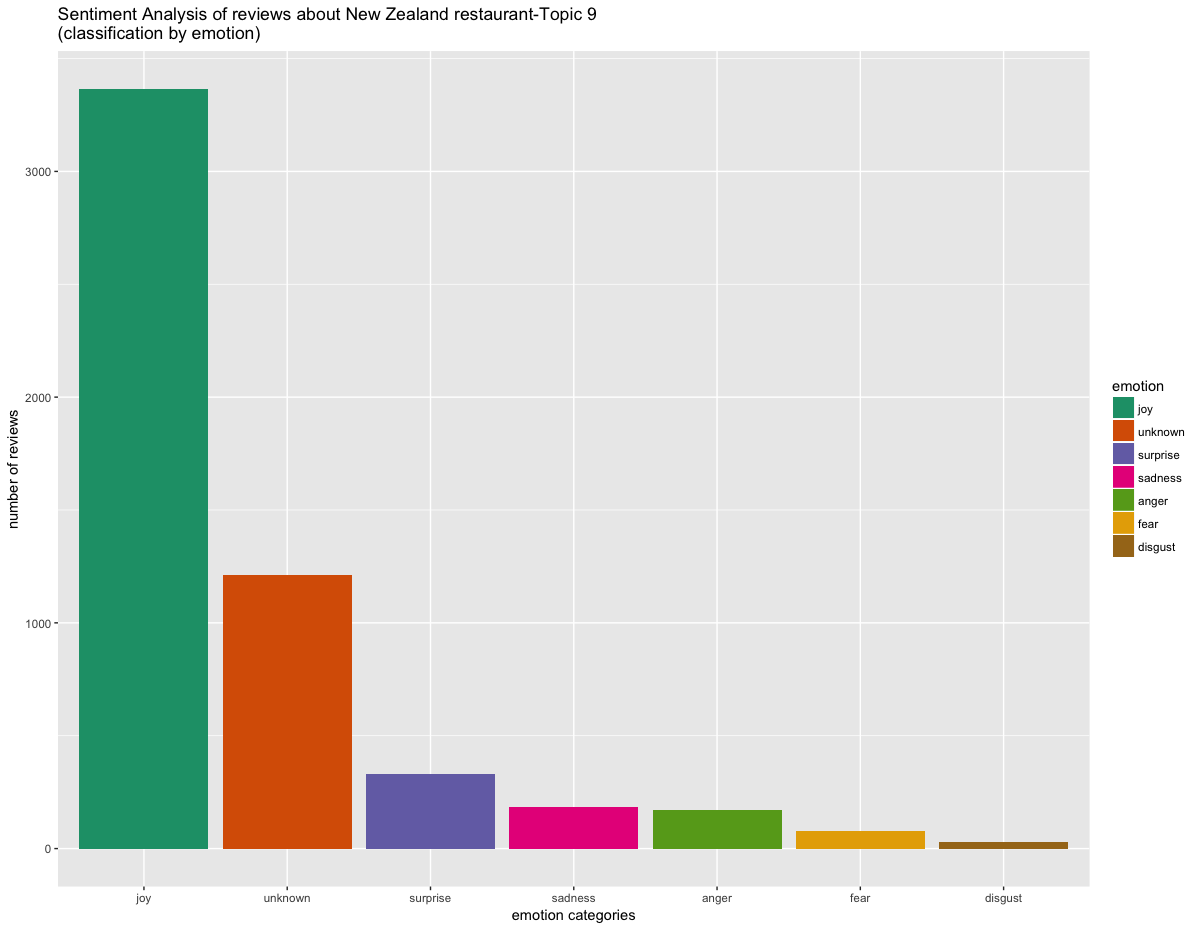 Sentiment Analysis of reviews about New Zealand restaurant-Topic 9
(classification by emotion)
number of reviews
3000
2000
1000
0
joy
unknown
surprise
sadness
anger
fear
disgust
emotion categories
emotion
joy
unknown
surprise
sadness
anger
fear
disgust